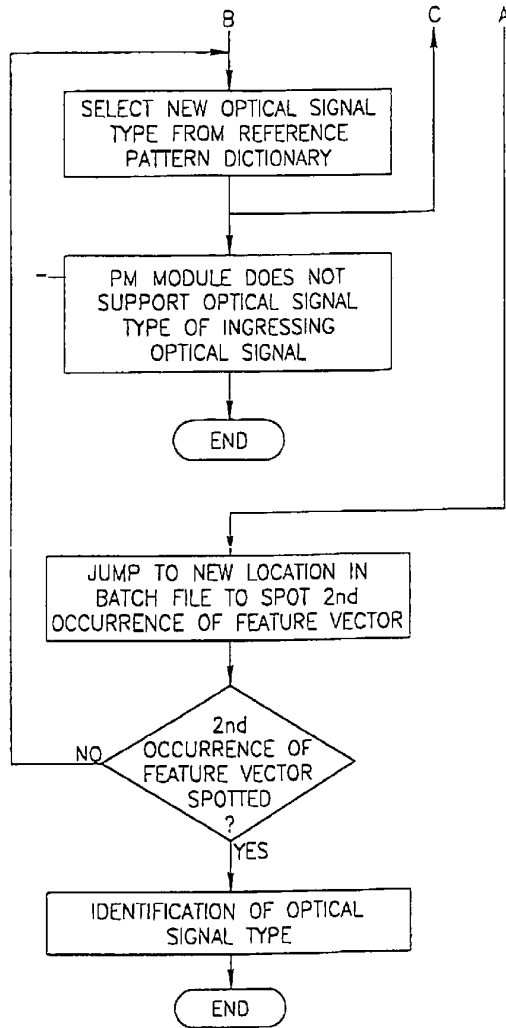 B
C
A
SELECT NEW OPTICAL SIGNAL
TYPE FROM REFERENCE
PATTERN DICTIONARY
PM MODULE DOES NOT
SUPPORT OPTICAL SIGNAL
TYPE OF INGRESSING
OPTICAL SIGNAL
END
JUMP TO NEW LOCATION IN
BATCH FILE TO SPOT 2nd
OCCURRENCE OF FEATURE VECTOR
2nd
OCCURRENCE OF
FEATURE VECTOR
SPOTTED
?
NO
YES
IDENTIFICATION OF OPTICAL
SIGNAL TYPE
END